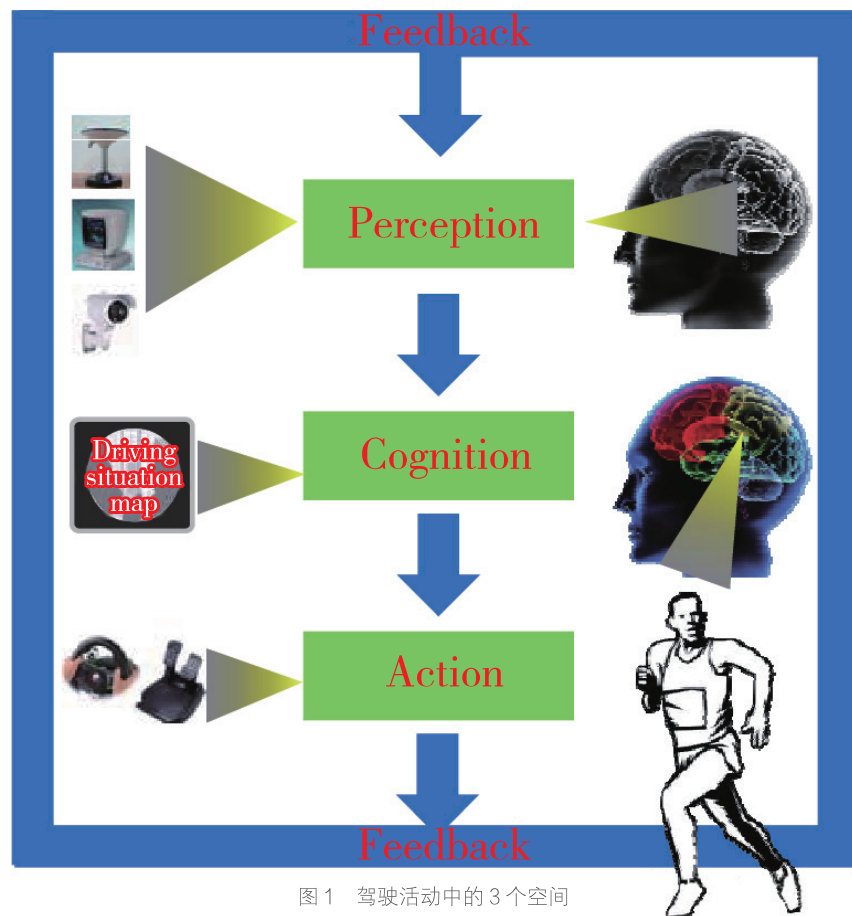 Feedback
Perception
Driving
situation
map
Cognition
Action
Feedback
图1 驾驶活动中的3个空间